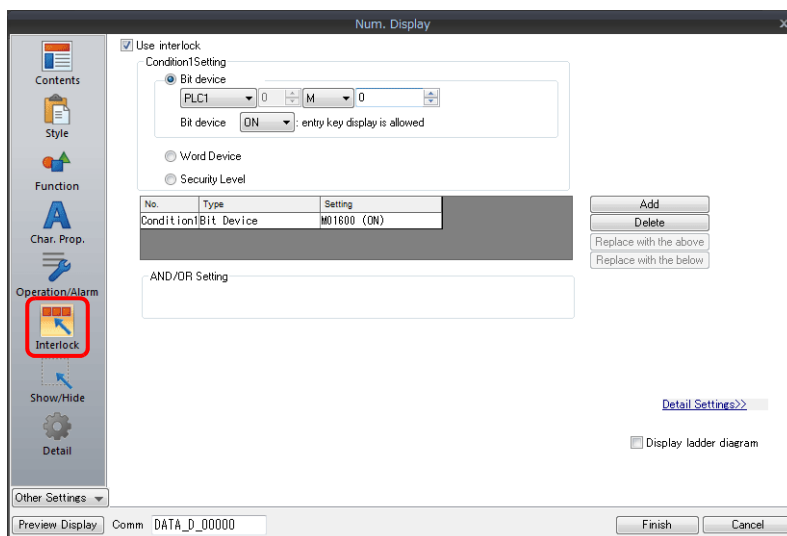 Num. Display
x
Contents
Style
Function
Char. Prop.
Operation/Alarm
Interlock
Show/Hide
Detail
Other Settings
Use interlock
Condition1Setting
Bit device
PLC1 0 M 0
Bit device ON : entry key display is allowed
Word Device
Security Level
No. Type Setting
Condition1 Bit Device M01600 (ON)
Add
Delete
Replace with the above
Replace with the below
AND/OR Setting
Detail Settings>>
Display ladder diagram
Preview Display Comm DATA_D_00000 Finish Cancel